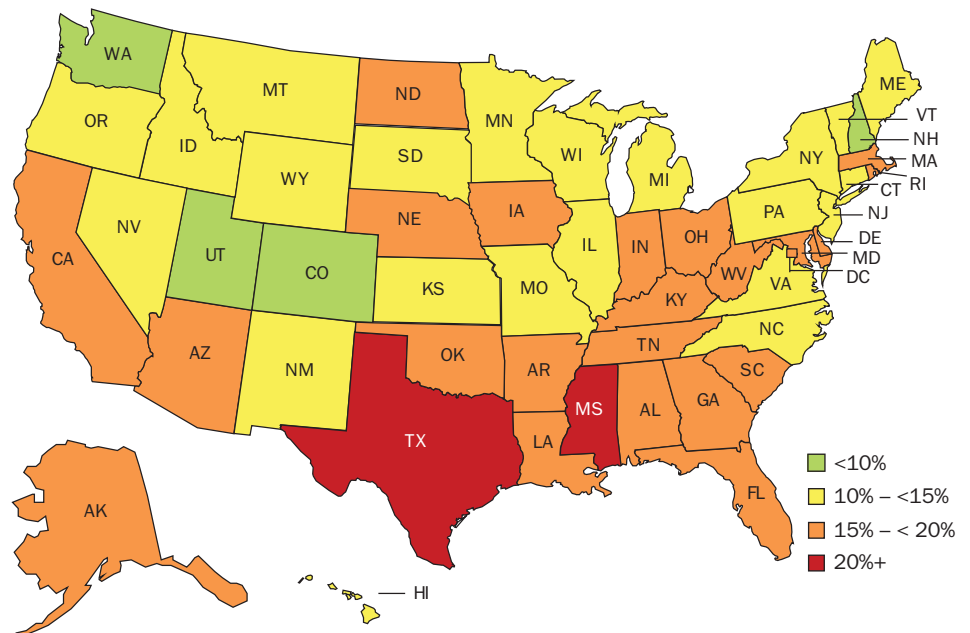 WA
OR
MT
ND
MN
ID
SD
WY
WI
MI
NY
ME
VT
NH
MA
RI
CT
NJ
DE
MD
DC
PA
NE
IA
NV
UT
CO
CA
KS
MO
IL
IN
OH
WV
VA
KY
NC
TN
AZ
NM
OK
AR
SC
MS
AL
GA
TX
LA
FL
AK
HI
<10%
10% – <15%
15% – < 20%
20%+